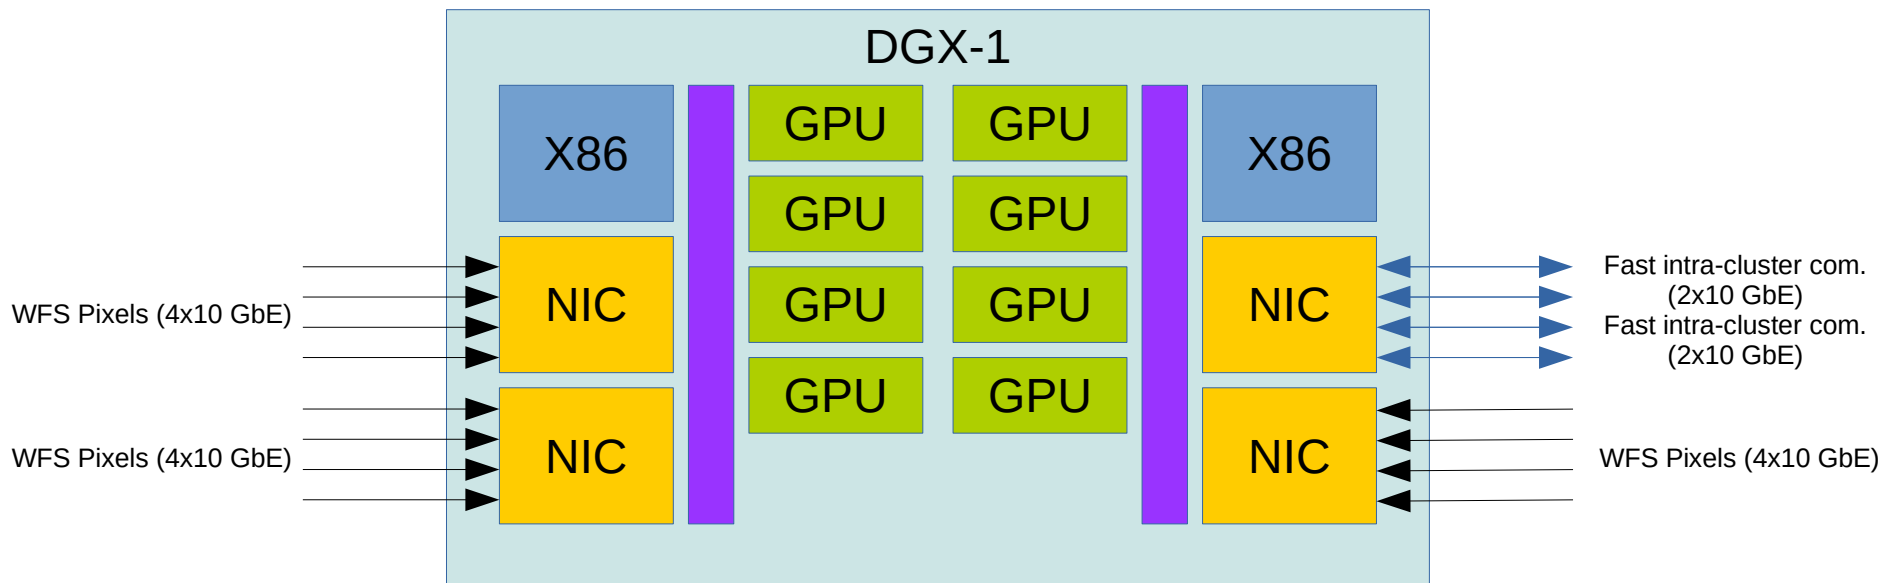 DGX-1
X86
GPU
GPU
X86
GPU
GPU
NIC
GPU
GPU
NIC
GPU
GPU
NIC
NIC
WFS Pixels (4x10 GbE)
WFS Pixels (4x10 GbE)
Fast intra-cluster com.
(2x10 GbE)
Fast intra-cluster com.
(2x10 GbE)
WFS Pixels (4x10 GbE)